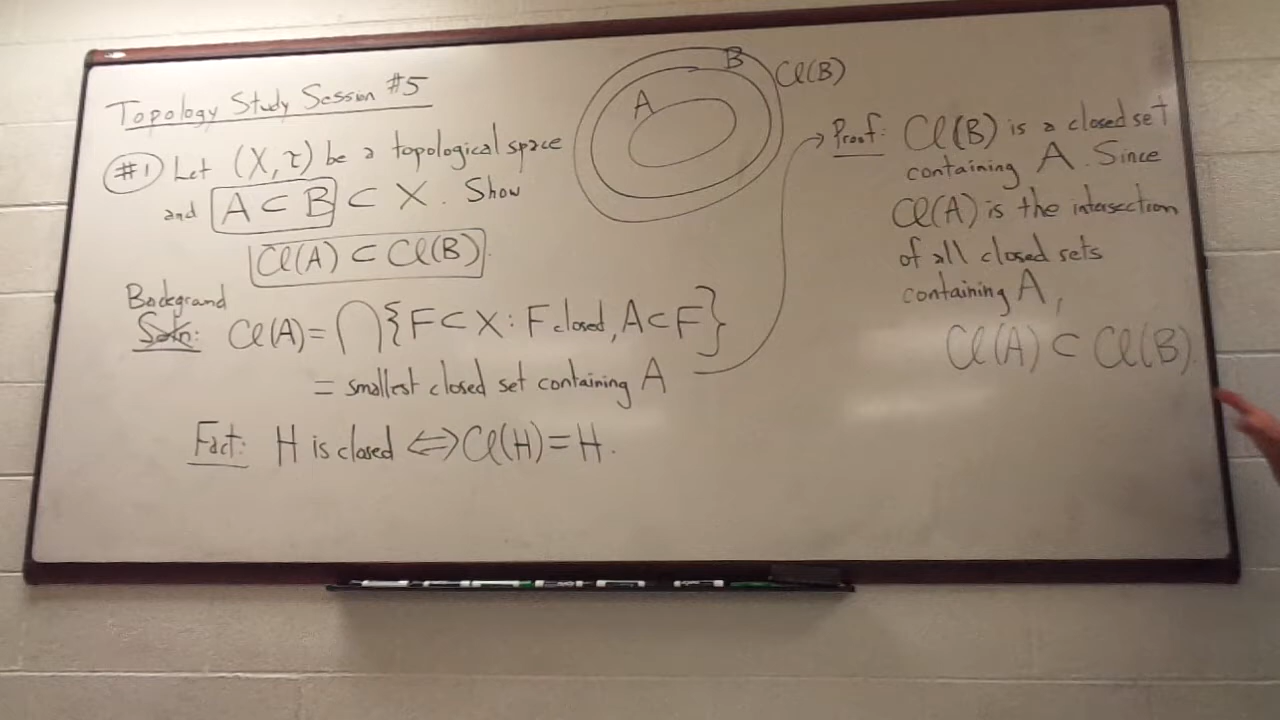 Topology Study Session #5
#1 Let (X, τ) be a topological space
and A ⊂ B ⊂ X. Show
Cl(A) ⊂ Cl(B).
Backgrand
Soln: Cl(A) = ⋂{F ⊂ X : F closed, A ⊂ F}
= smallest closed set containing A
Fact: H is closed ⟺ Cl(H) = H.
A
B
Cl(B)
Proof: Cl(B) is a closed set
containing A. Since
Cl(A) is the intersection
of all closed sets
containing A,
Cl(A) ⊂ Cl(B).